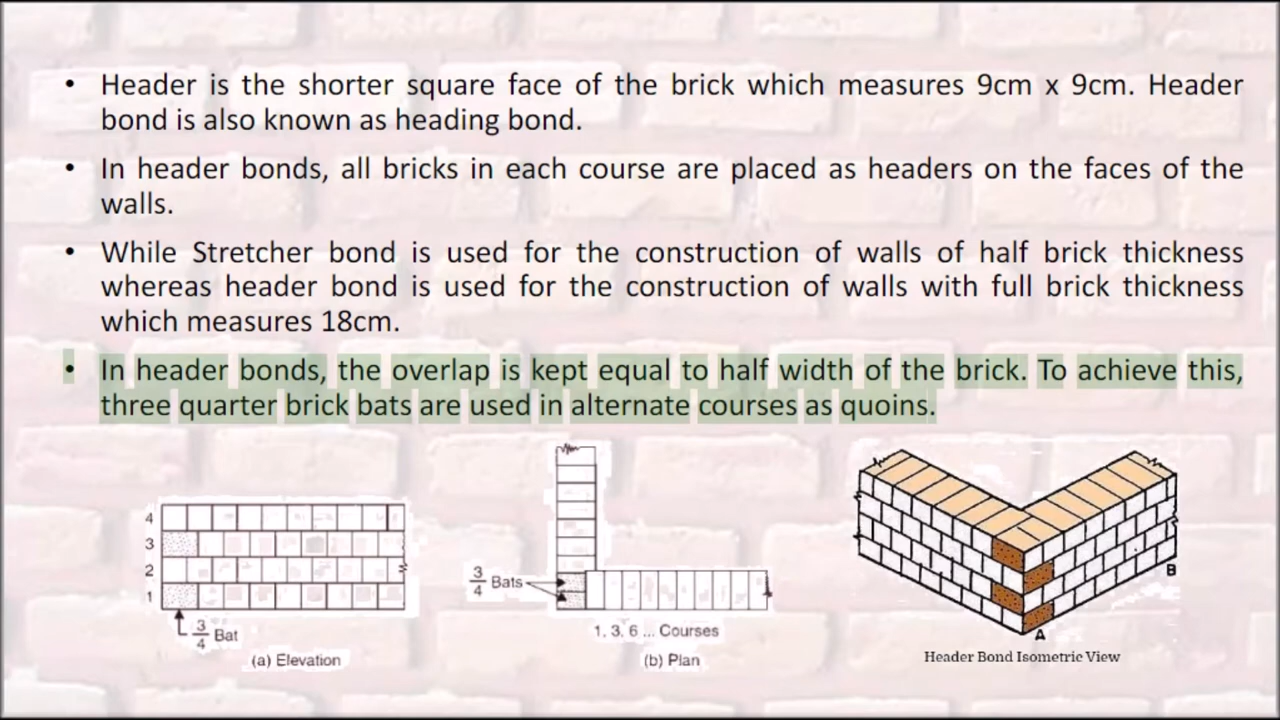 • Header is the shorter square face of the brick which measures 9cm x 9cm. Header
bond is also known as heading bond.
• In header bonds, all bricks in each course are placed as headers on the faces of the
walls.
• While Stretcher bond is used for the construction of walls of half brick thickness
whereas header bond is used for the construction of walls with full brick thickness
which measures 18cm.
• In header bonds, the overlap is kept equal to half width of the brick. To achieve this,
three quarter brick bats are used in alternate courses as quoins.
4
3
2
1
3/4 Bat
(a) Elevation
3/4 Bats
1, 3, 6 ... Courses
(b) Plan
B
A
Header Bond Isometric View